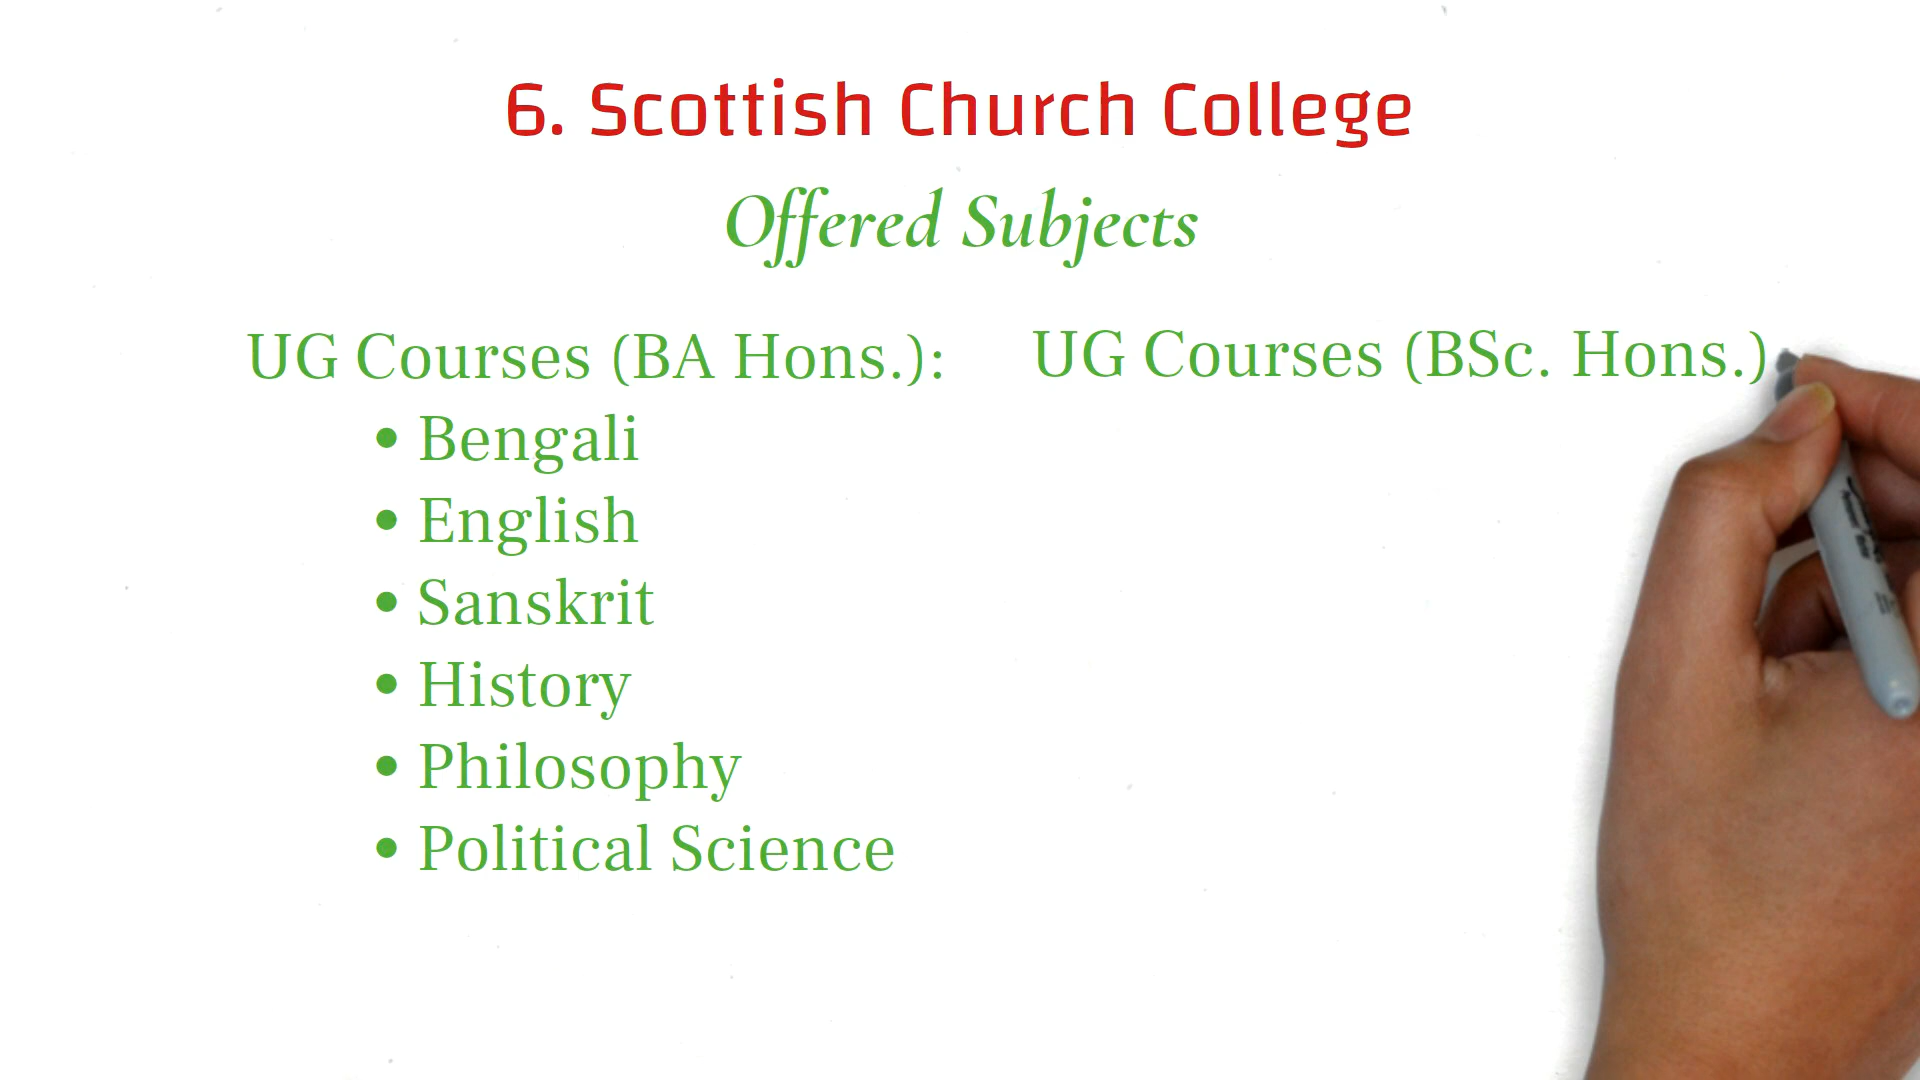 6. Scottish Church College
Offered Subjects
UG Courses (BA Hons.):
• Bengali
• English
• Sanskrit
• History
• Philosophy
• Political Science
UG Courses (BSc. Hons.)